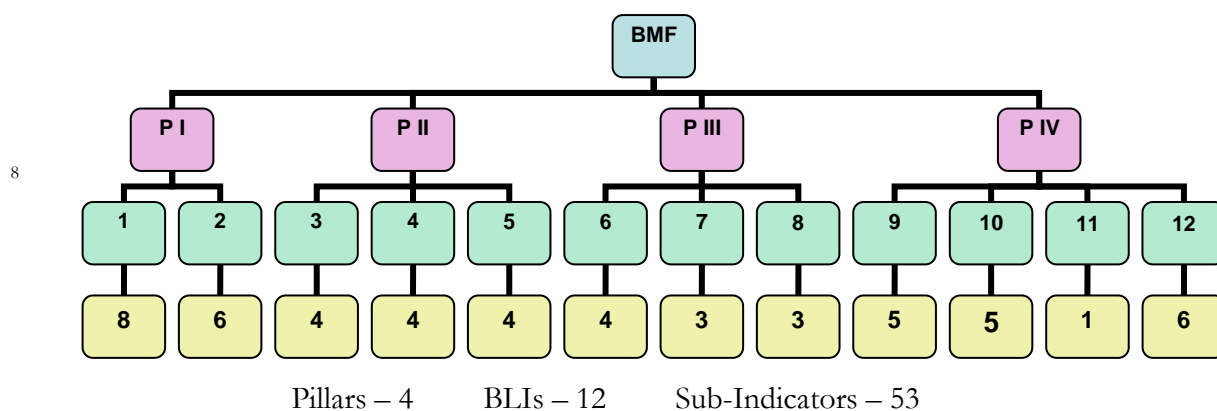 BMF
P I P II P III P IV
8
1 2 3 4 5 6 7 8 9 10 11 12
8 6 4 4 4 4 3 3 5 5 1 6
Pillars – 4 BLIs – 12 Sub-Indicators – 53